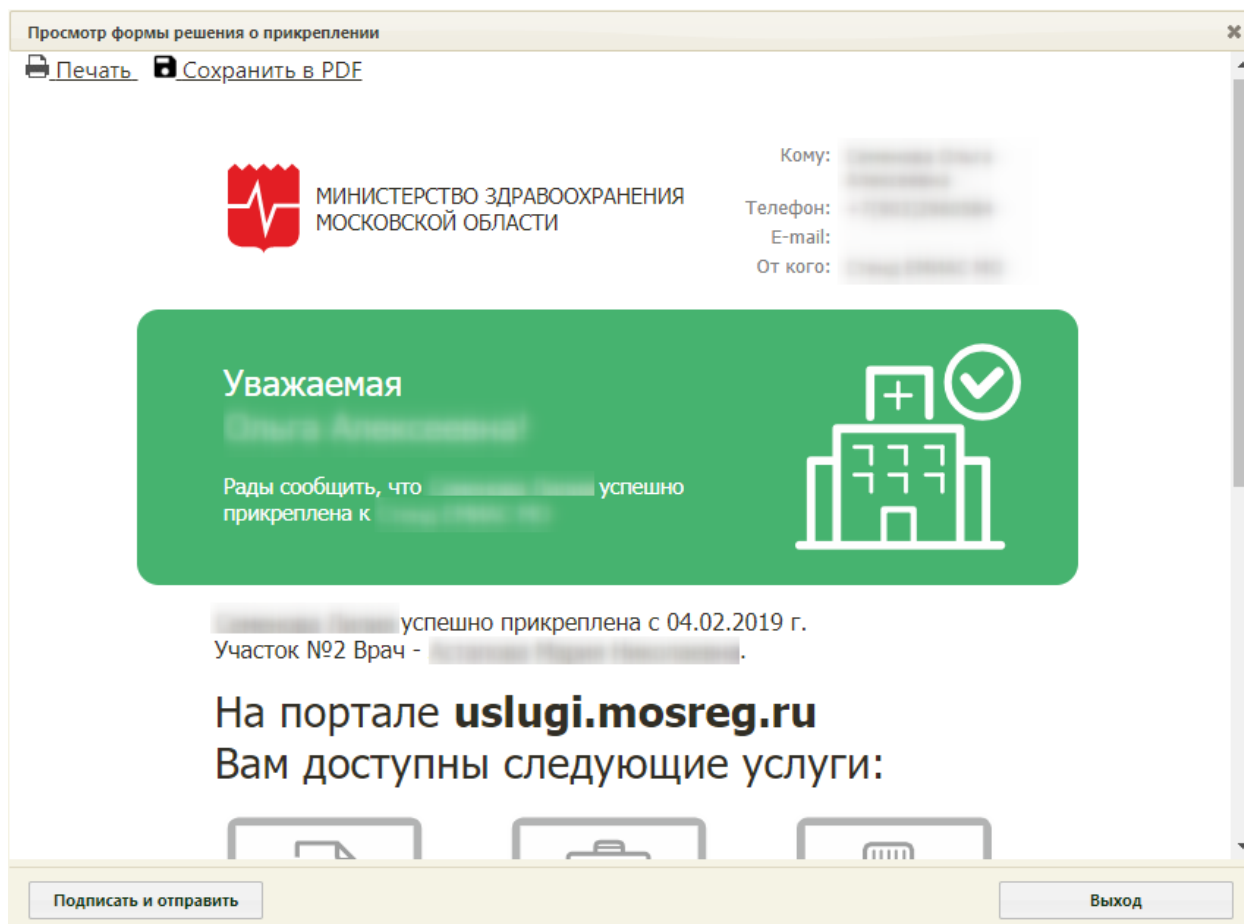 Просмотр формы решения о прикреплении
Печать Сохранить в PDF
МИНИСТЕРСТВО ЗДРАВООХРАНЕНИЯ
МОСКОВСКОЙ ОБЛАСТИ
Кому:
Телефон:
E-mail:
От кого:
Уважаемая
Рады сообщить, что успешно
прикреплена к
успешно прикреплена с 04.02.2019 г.
Участок №2 Врач - .
На портале uslugi.mosreg.ru
Вам доступны следующие услуги:
Подписать и отправить
Выход